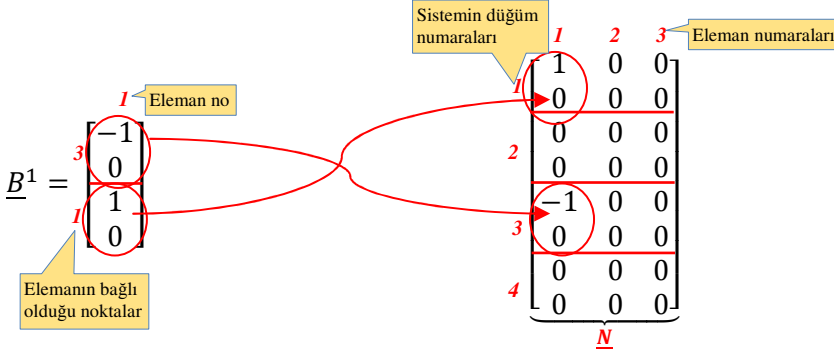 Sistemin düğüm
numaraları
1 2 3
Eleman numaraları
1 Eleman no
B¹ =
3
-1
0
1
1
0
Elemanın bağlı
olduğu noktalar
1
1 0 0
0 0 0
2
0 0 0
0 0 0
3
-1 0 0
0 0 0
4
0 0 0
0 0 0
N